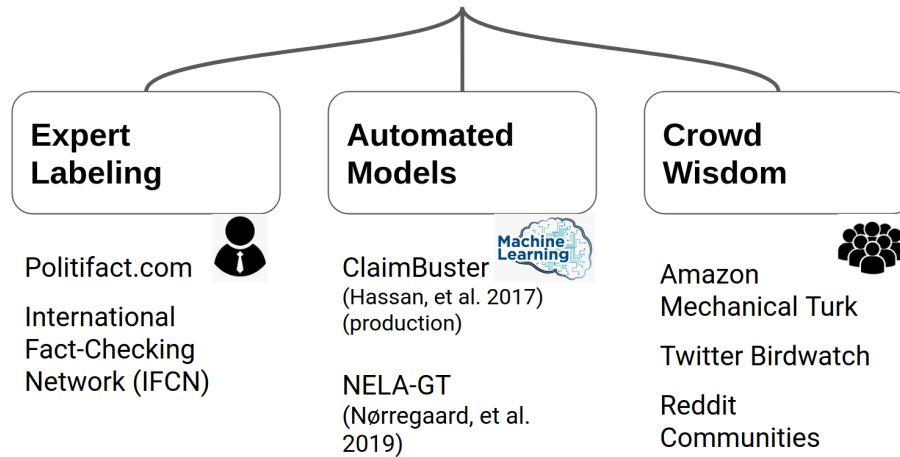 Expert
Labeling
Politifact.com
International
Fact-Checking
Network (IFCN)
Automated
Models
Machine
Learning
ClaimBuster
(Hassan, et al. 2017)
(production)
NELA-GT
(Nørregaard, et al.
2019)
Crowd
Wisdom
Amazon
Mechanical Turk
Twitter Birdwatch
Reddit
Communities